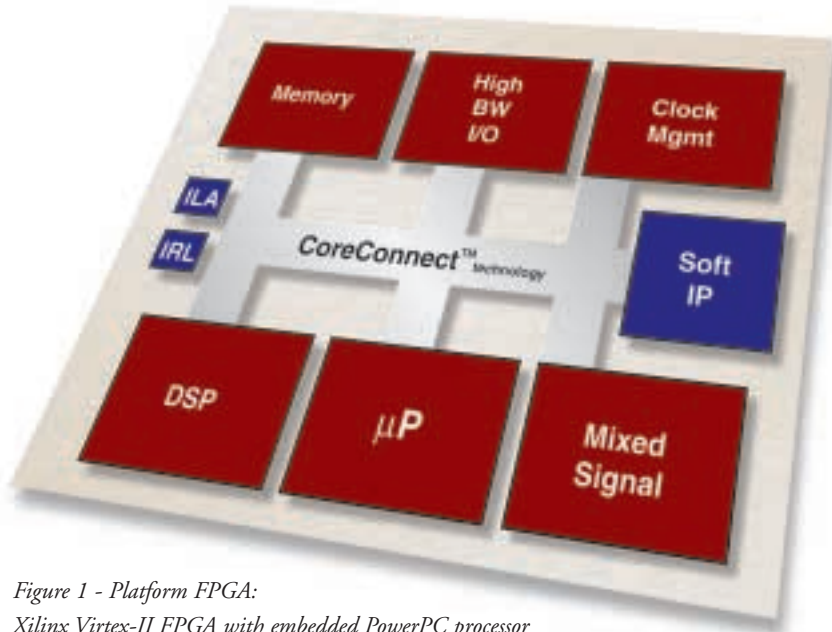 Memory
High
BW
I/O
Clock
Mgmt
ILA
IRL
CoreConnect™ technology
Soft
IP
DSP
μP
Mixed
Signal
Figure 1 - Platform FPGA:
Xilinx Virtex-II FPGA with embedded PowerPC processor